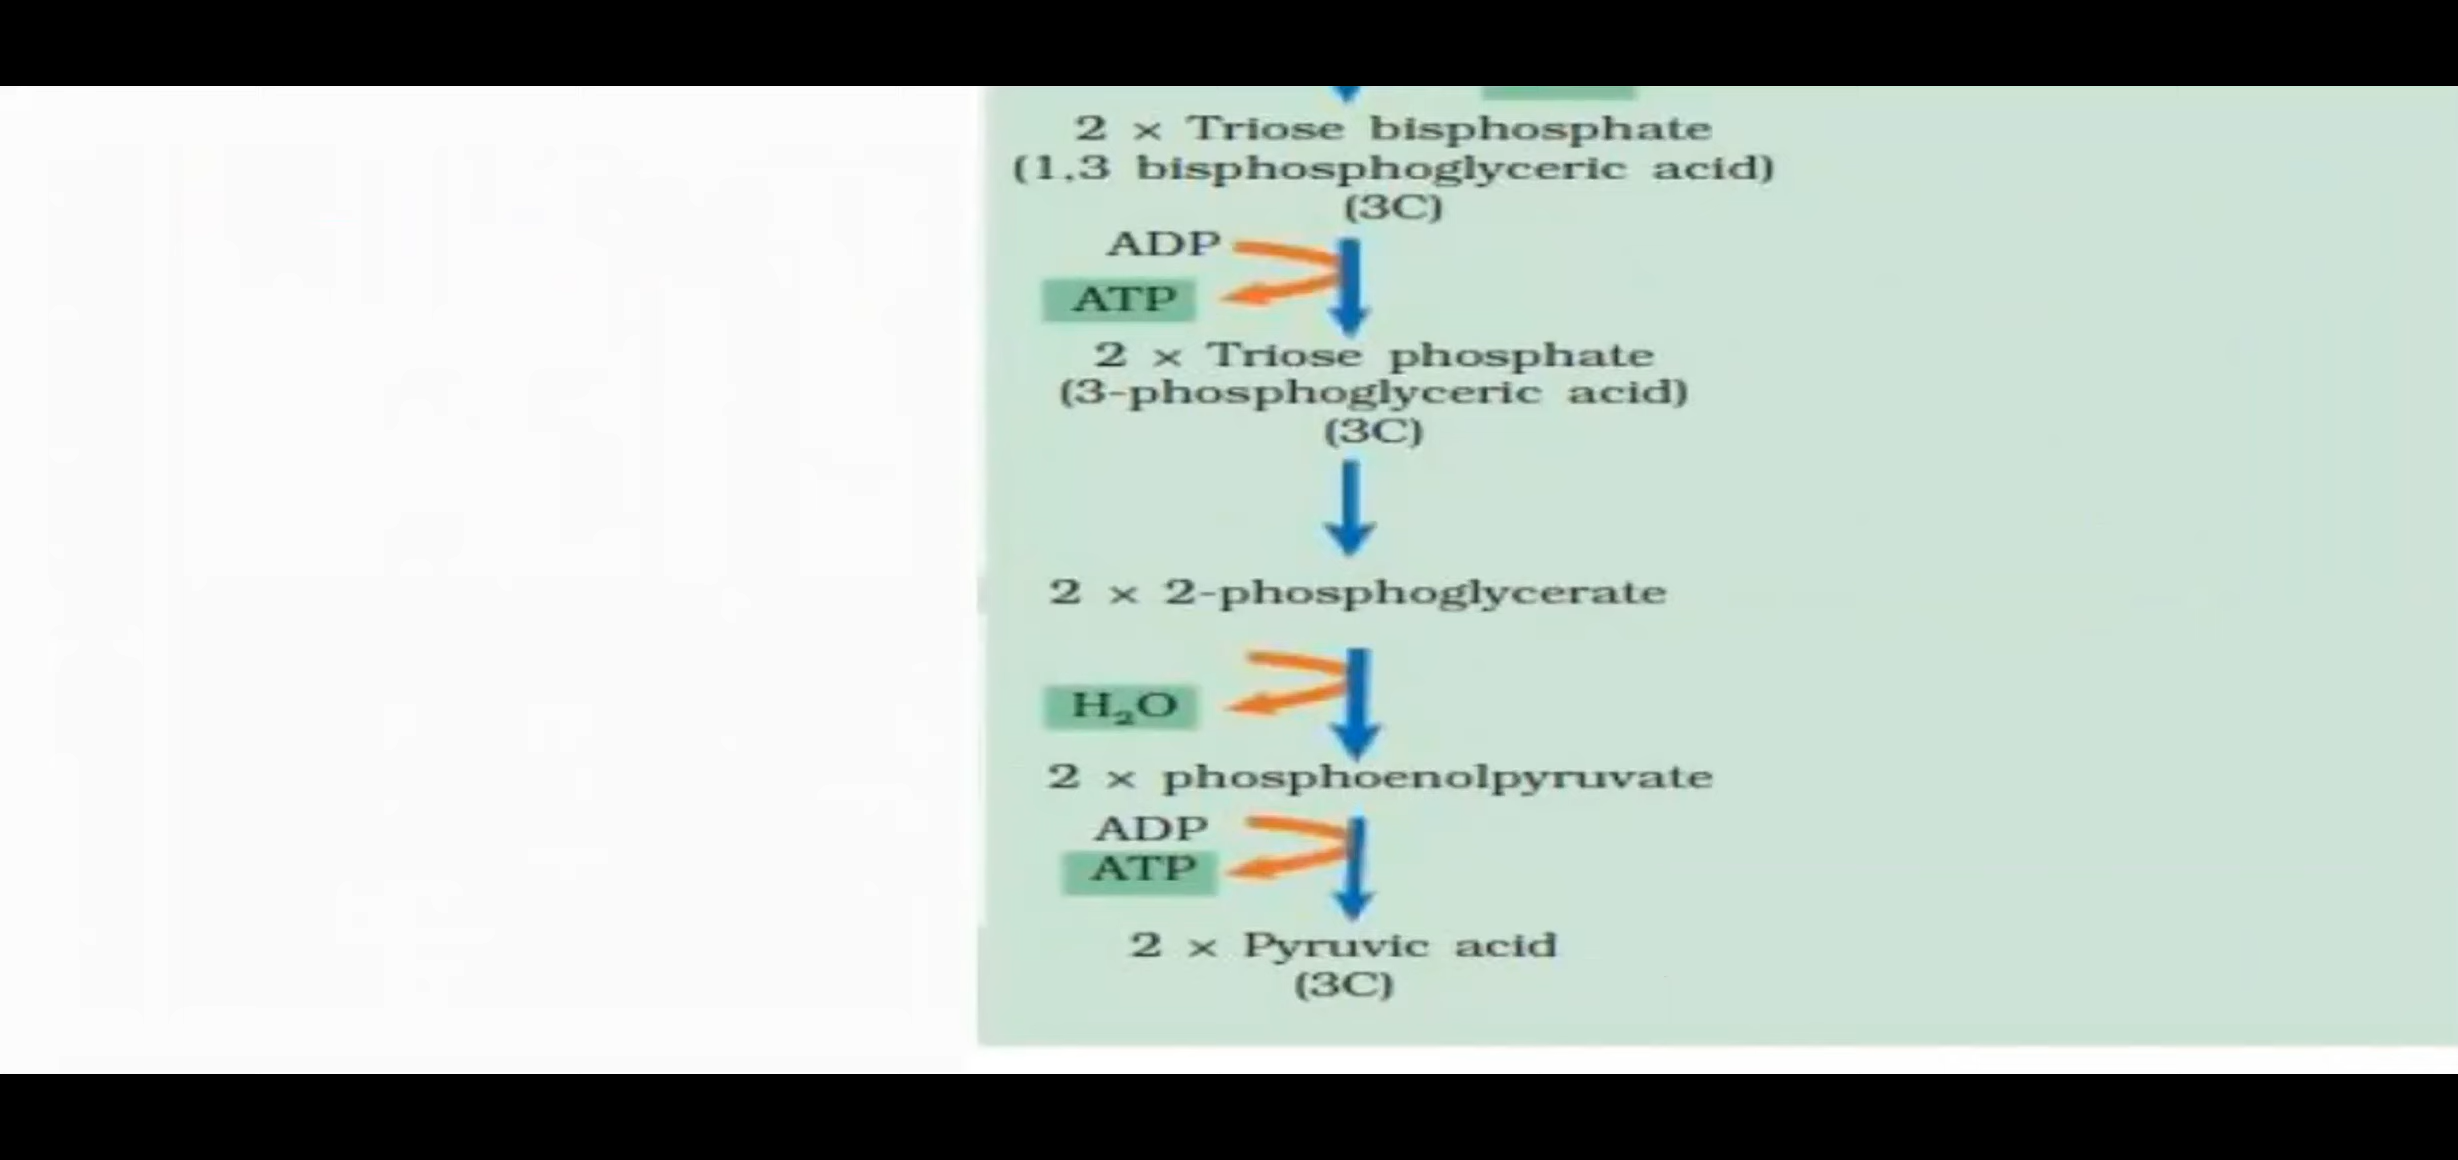 2 × Triose bisphosphate
(1,3 bisphosphoglyceric acid)
(3C)
ADP
ATP
2 × Triose phosphate
(3-phosphoglyceric acid)
(3C)
2 × 2-phosphoglycerate
H₂O
2 × phosphoenolpyruvate
ADP
ATP
2 × Pyruvic acid
(3C)